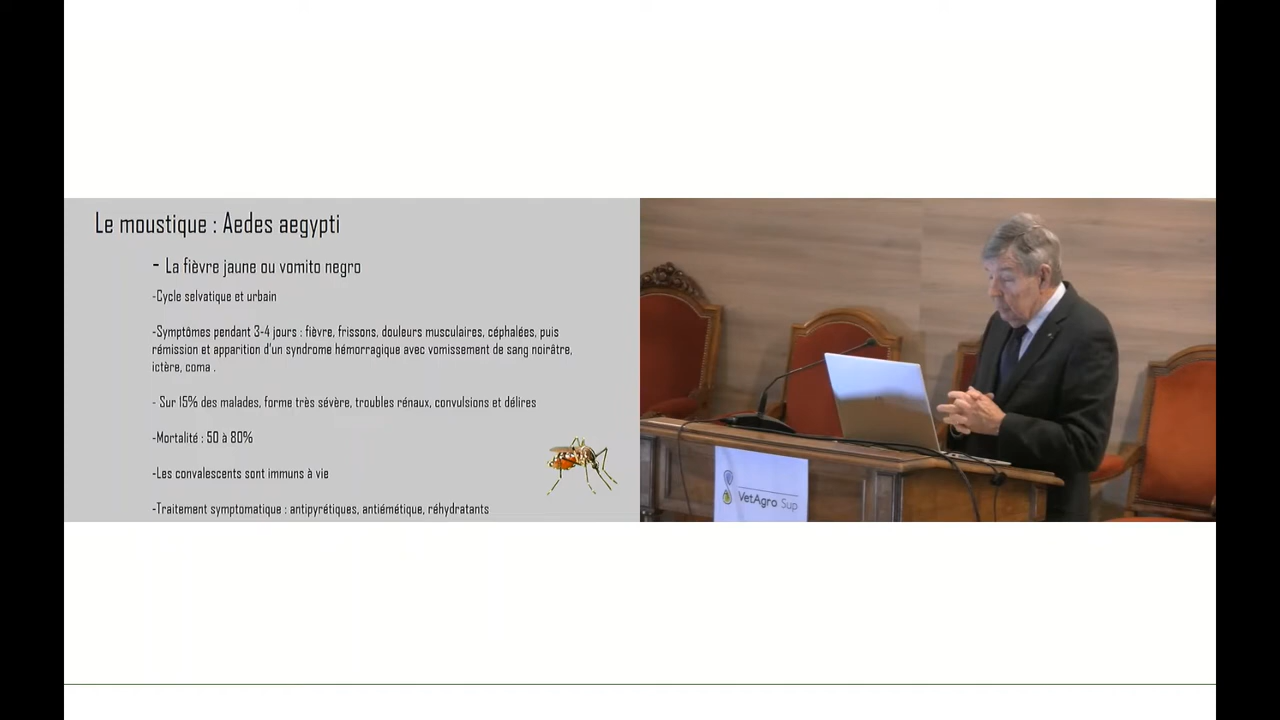 Le moustique : Aedes aegypti
- La fièvre jaune ou vomito negro
-Cycle selvatique et urbain
-Symptômes pendant 3-4 jours : fièvre, frissons, douleurs musculaires, céphalées, puis
rémission et apparition d'un syndrome hémorragique avec vomissement de sang noirâtre,
ictère, coma .
- Sur 15% des malades, forme très sévère, troubles rénaux, convulsions et délires
-Mortalité : 50 à 80%
-Les convalescents sont immuns à vie
-Traitement symptomatique : antipyrétiques, antiémétique, réhydratants
VetAgro Sup